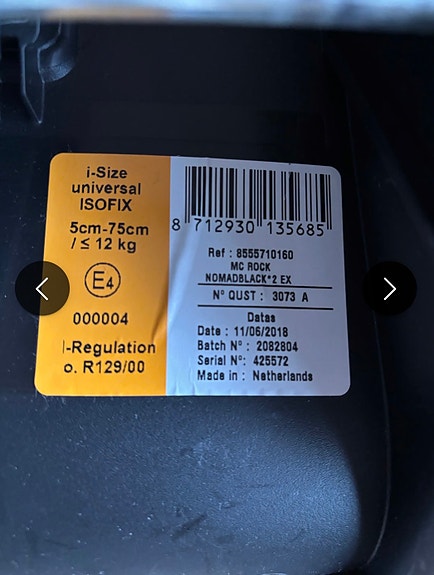 i-Size
universal
ISOFIX
5cm-75cm
/ ≤ 12 kg
E4
000004
l-Regulation
o. R129/00
8 712930 135685
Ref : 8555710160
MC ROCK
NOMADBLACK*2 EX
N° QUST : 3073 A
Datas
Date : 11/06/2018
Batch N° : 2082804
Serial N°: 425572
Made in : Netherlands